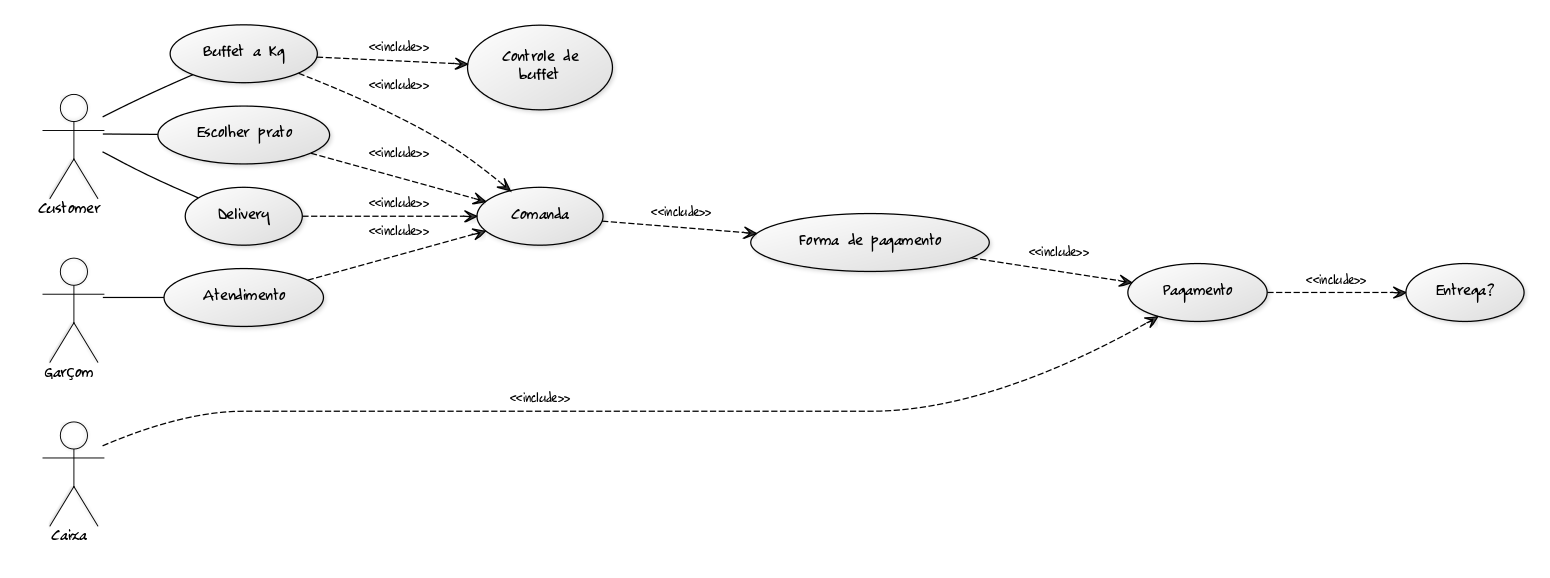 Buffet a Kg
<<include>>
Controle de
buffet
<<include>>
Escolher prato
<<include>>
Customer
Delivery
<<include>>
Comanda
<<include>>
<<include>>
Forma de pagamento
<<include>>
Atendimento
Pagamento
<<include>>
Entrega?
Garçom
<<include>>
Caixa